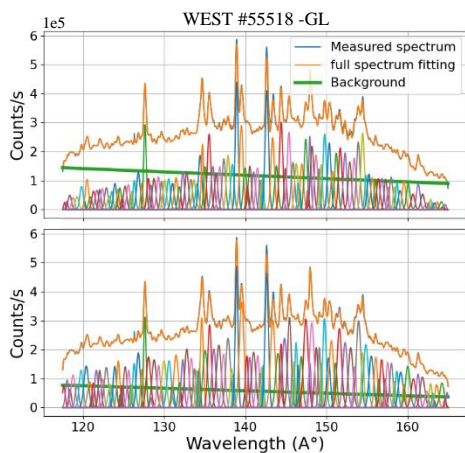 WEST #55518 -GL
1e5
Measured spectrum
full spectrum fitting
Background
Counts/s
6
5
4
3
2
1
0
Counts/s
6
5
4
3
2
1
0
120 130 140 150 160
Wavelength (A°)